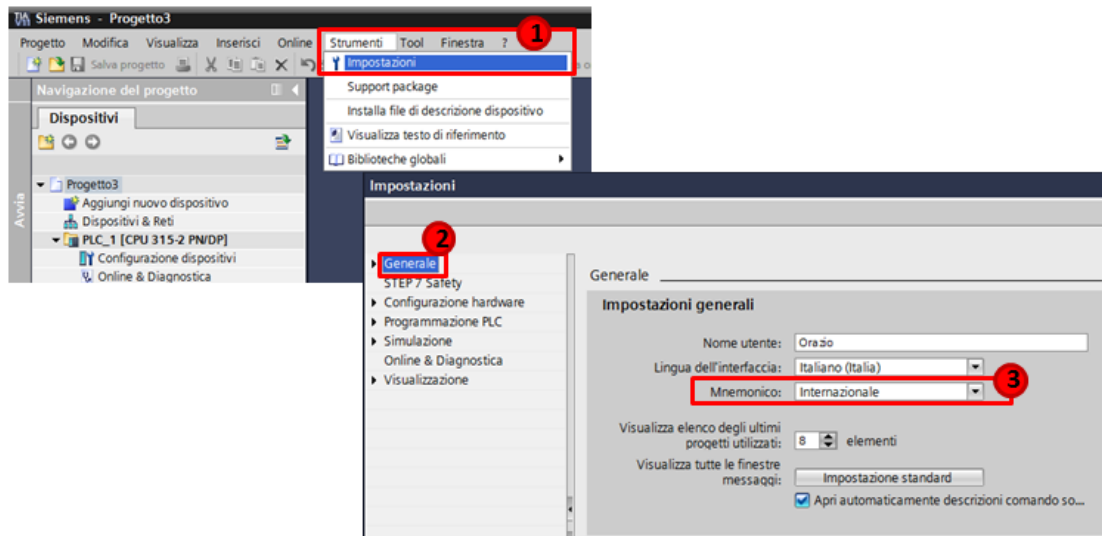 Siemens - Progetto3
Progetto Modifica Visualizza Inserisci Online Strumenti Tool Finestra ?
1
Salva progetto
Impostazioni
Support package
Installa file di descrizione dispositivo
Visualizza testo di riferimento
Biblioteche globali
Navigazione del progetto
Dispositivi
Avvia
Progetto3
Aggiungi nuovo dispositivo
Dispositivi & Reti
PLC_1 [CPU 315-2 PN/DP]
Configurazione dispositivi
Online & Diagnostica
Impostazioni
2
Generale
STEP 7 Safety
Configurazione hardware
Programmazione PLC
Simulazione
Online & Diagnostica
Visualizzazione
Generale
Impostazioni generali
Nome utente: Orazio
Lingua dell'interfaccia: Italiano (Italia)
3
Mnemonico: Internazionale
Visualizza elenco degli ultimi
progetti utilizzati: 8 elementi
Visualizza tutte le finestre
messaggi: Impostazione standard
Apri automaticamente descrizioni comando so...